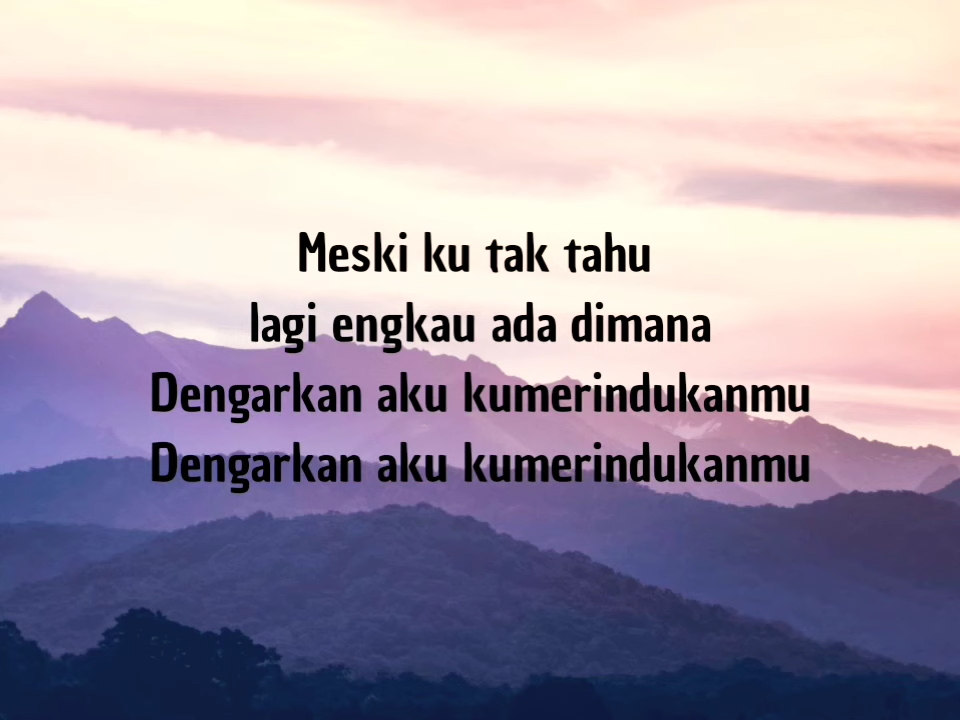 Meski ku tak tahu
lagi engkau ada dimana
Dengarkan aku kumerindukanmu
Dengarkan aku kumerindukanmu